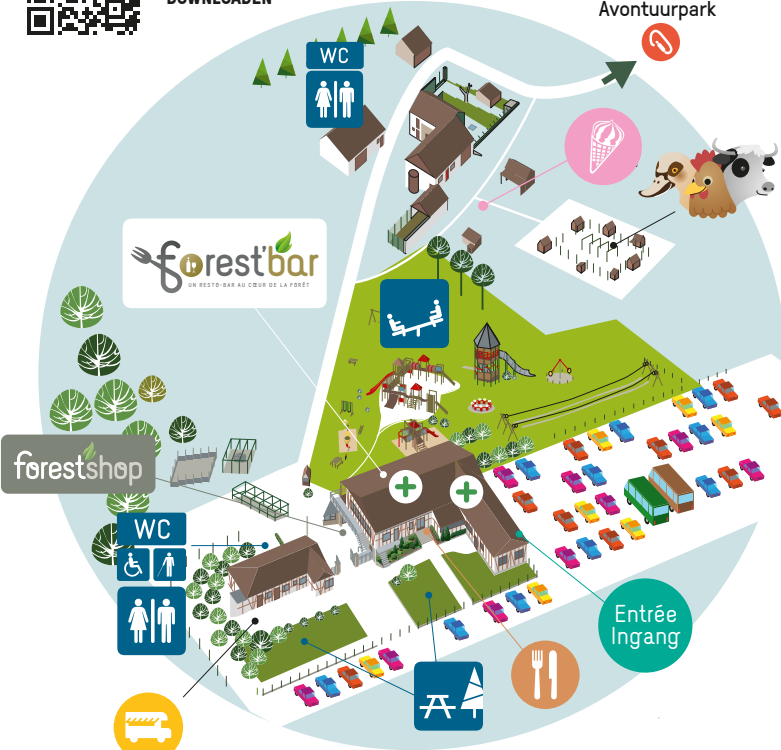 DOWNLOADEN
Avontuurpark
WC
forest'bar
UN RESTO-BAR AU CŒUR DE LA FORÊT
forestshop
WC
Entrée
Ingang